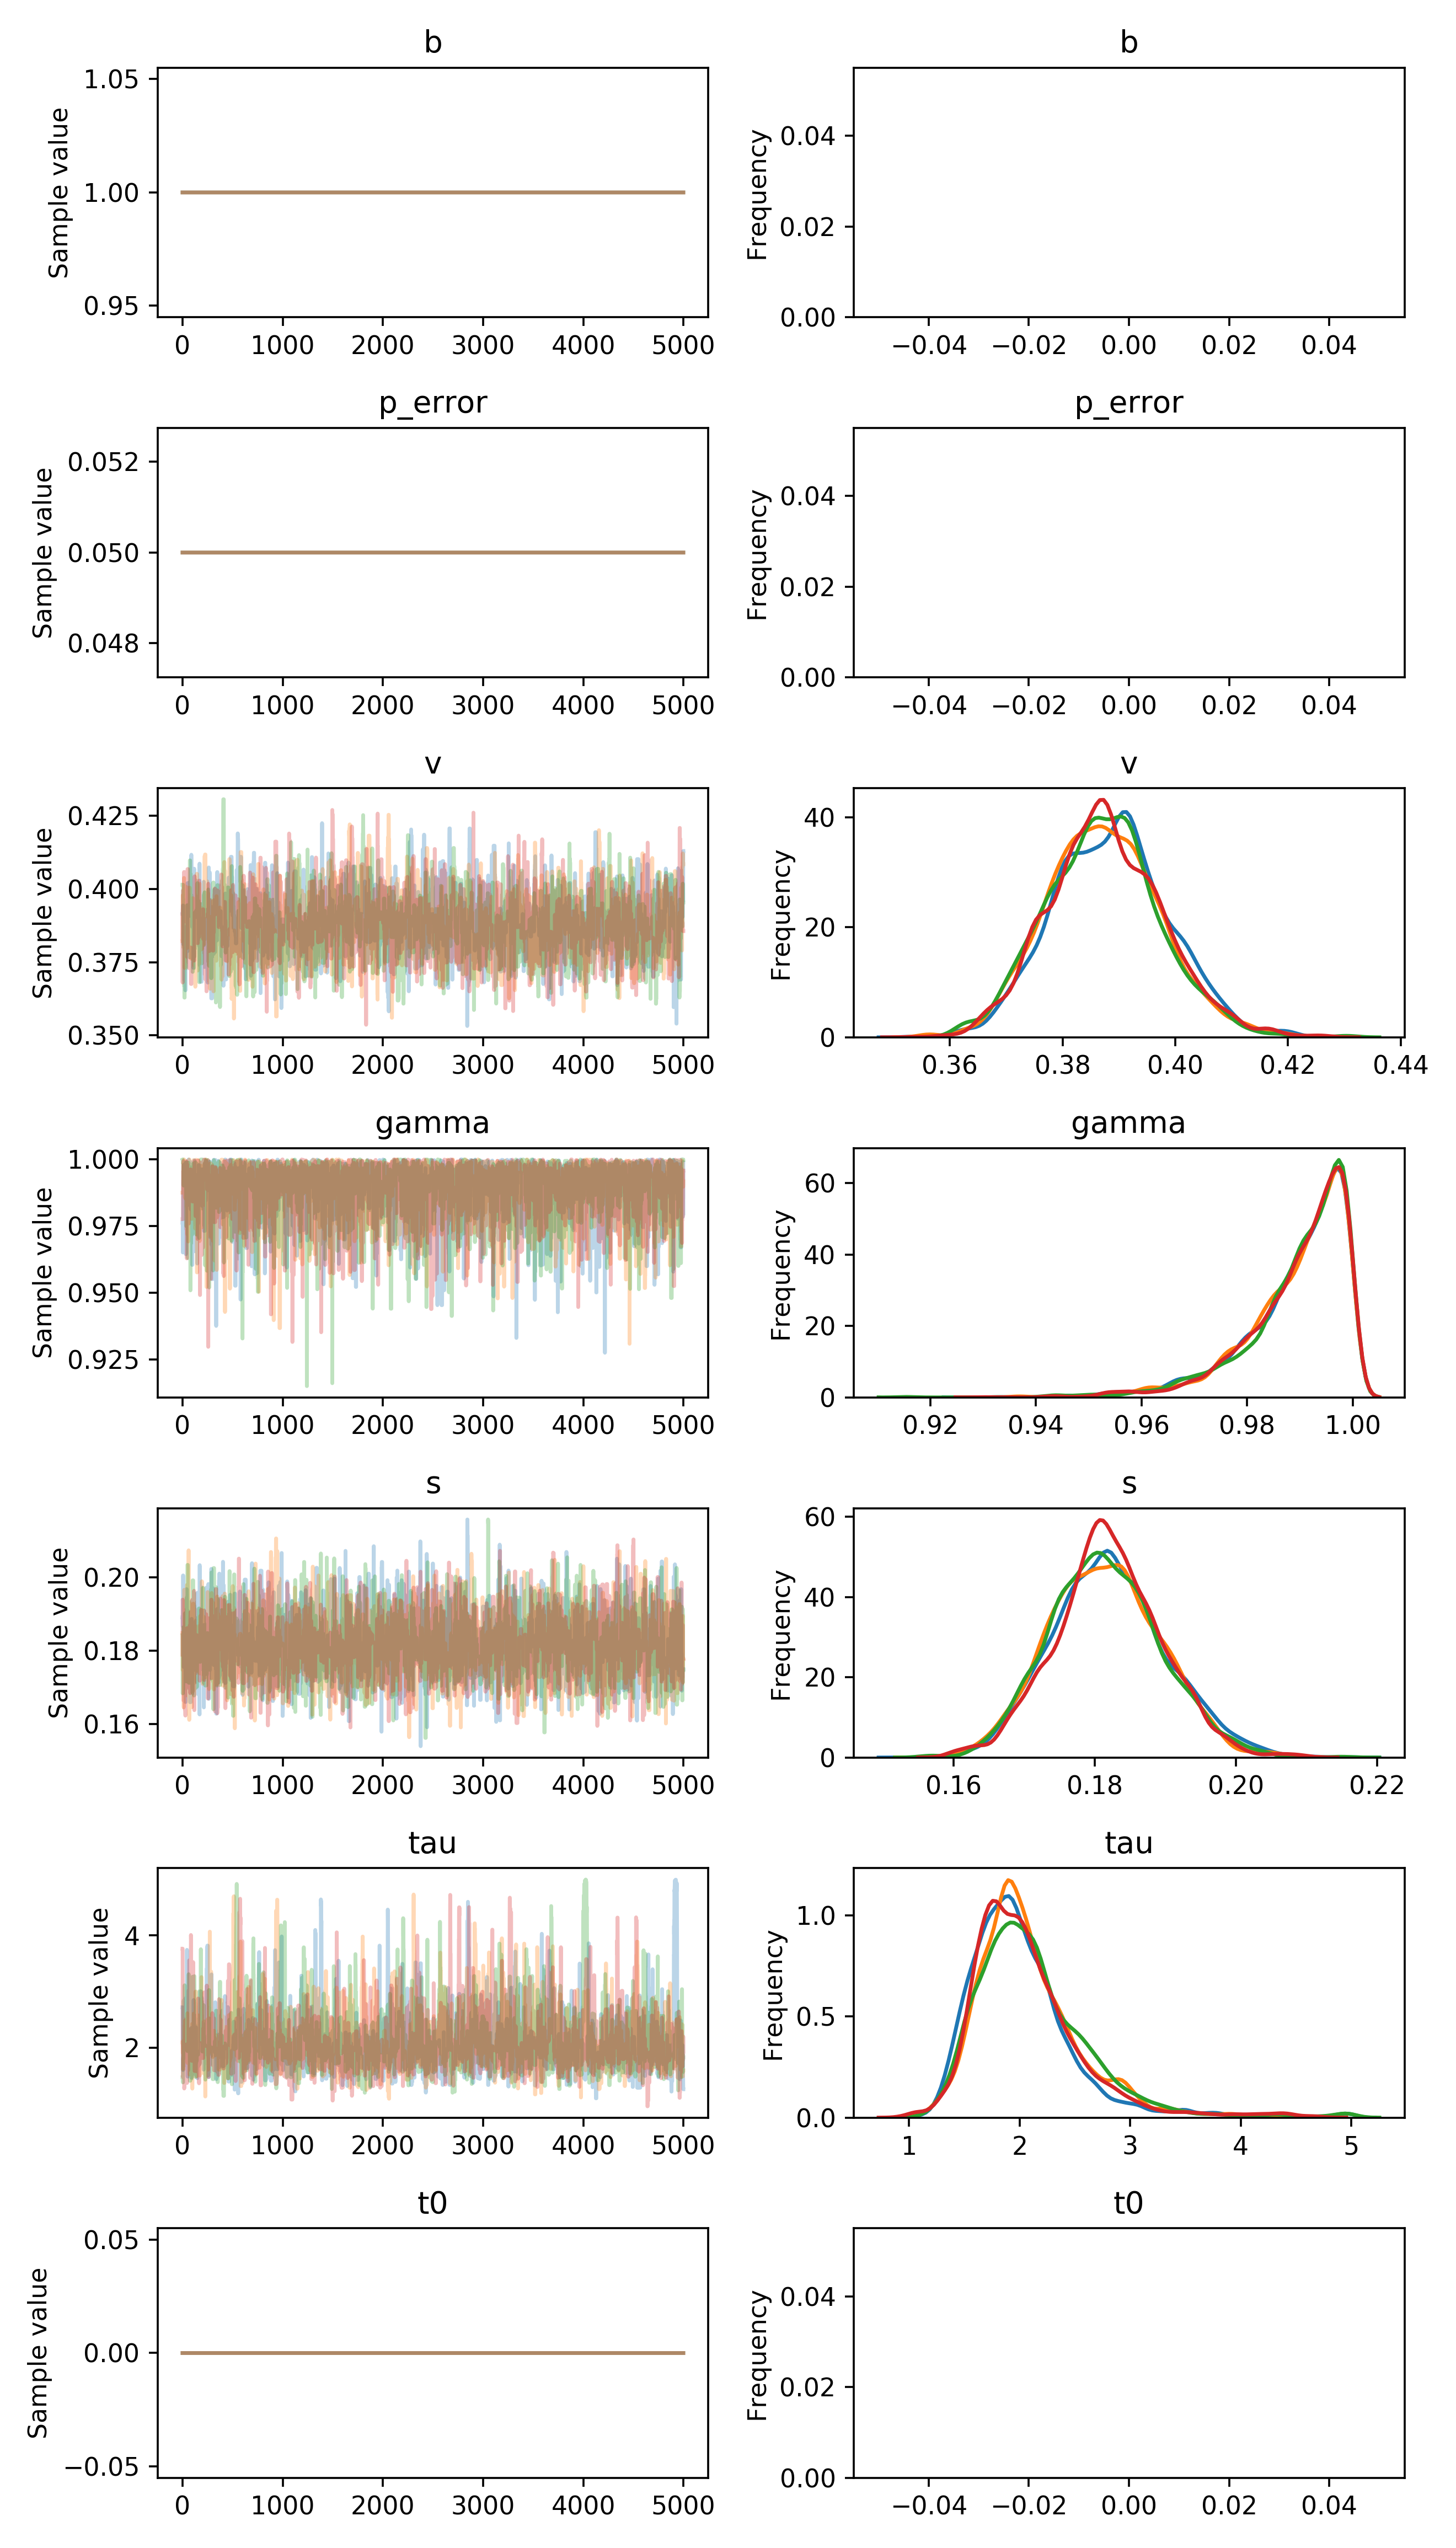 b
b
Sample value
1.05
1.00
0.95
0 1000 2000 3000 4000 5000
Frequency
0.04
0.02
0.00
−0.04 −0.02 0.00 0.02 0.04
p_error
p_error
Sample value
0.052
0.050
0.048
0 1000 2000 3000 4000 5000
Frequency
0.04
0.02
0.00
−0.04 −0.02 0.00 0.02 0.04
v
v
Sample value
0.425
0.400
0.375
0.350
0 1000 2000 3000 4000 5000
Frequency
40
20
0
0.36 0.38 0.40 0.42 0.44
gamma
gamma
Sample value
1.000
0.975
0.950
0.925
0 1000 2000 3000 4000 5000
Frequency
60
40
20
0
0.92 0.94 0.96 0.98 1.00
s
s
Sample value
0.20
0.18
0.16
0 1000 2000 3000 4000 5000
Frequency
60
40
20
0
0.16 0.18 0.20 0.22
tau
tau
Sample value
4
2
0 1000 2000 3000 4000 5000
Frequency
1.0
0.5
0.0
1 2 3 4 5
t0
t0
Sample value
0.05
0.00
−0.05
0 1000 2000 3000 4000 5000
Frequency
0.04
0.02
0.00
−0.04 −0.02 0.00 0.02 0.04